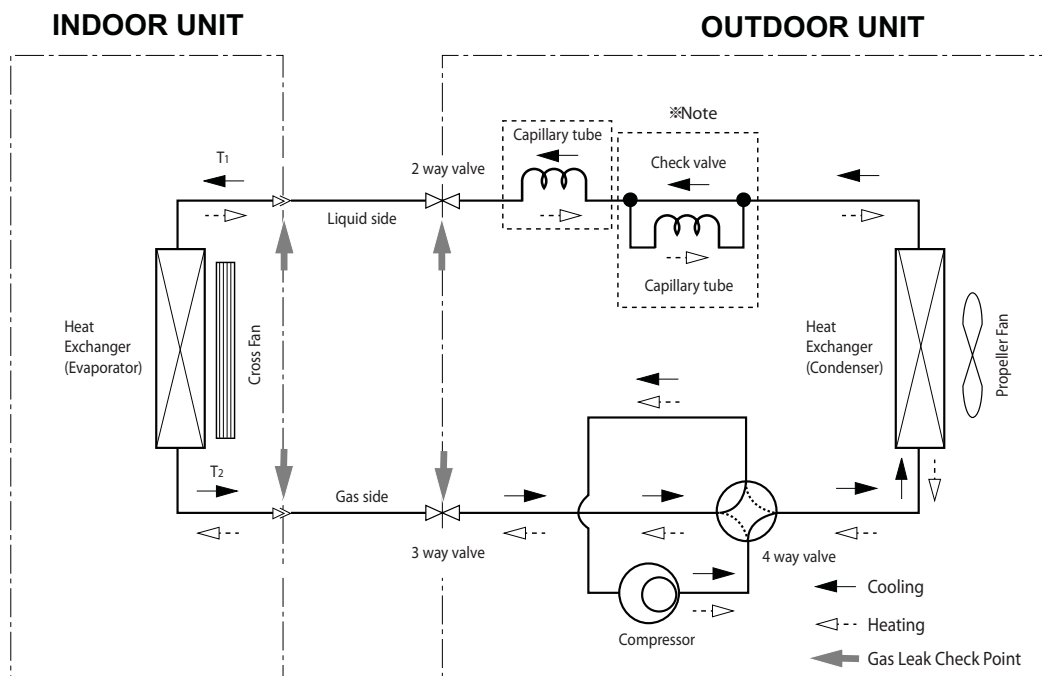 INDOOR UNIT
OUTDOOR UNIT
※Note
Capillary tube
T1
2 way valve
Check valve
Liquid side
Capillary tube
Heat
Exchanger
(Evaporator)
Cross Fan
Heat
Exchanger
(Condenser)
Propeller Fan
T2
Gas side
3 way valve
4 way valve
Cooling
Heating
Compressor
Gas Leak Check Point